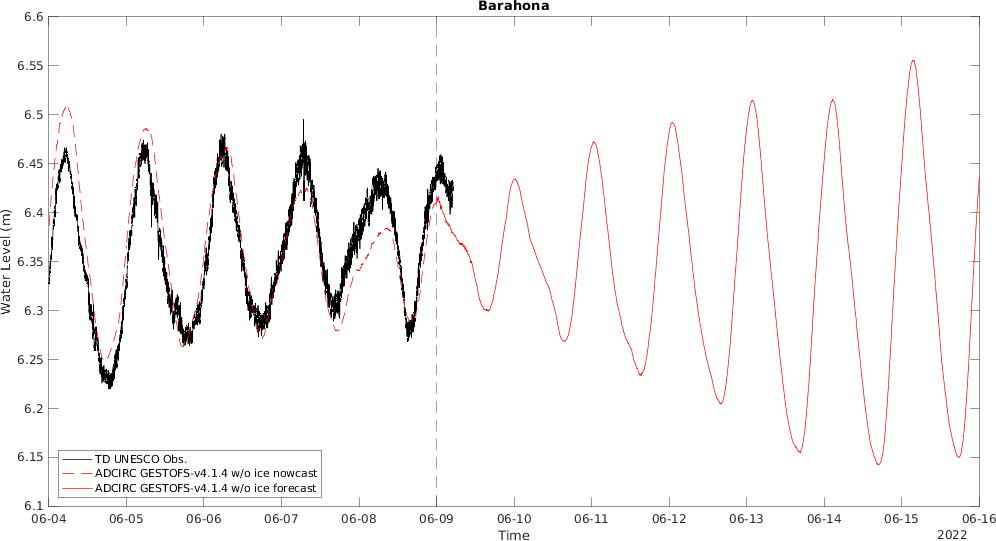 Barahona
6.6
6.55
6.5
6.45
6.4
6.35
6.3
6.25
6.2
6.15
6.1
Water Level (m)
TD UNESCO Obs.
ADCIRC GESTOFS-v4.1.4 w/o ice nowcast
ADCIRC GESTOFS-v4.1.4 w/o ice forecast
06-04 06-05 06-06 06-07 06-08 06-09 06-10 06-11 06-12 06-13 06-14 06-15 06-16
Time
2022